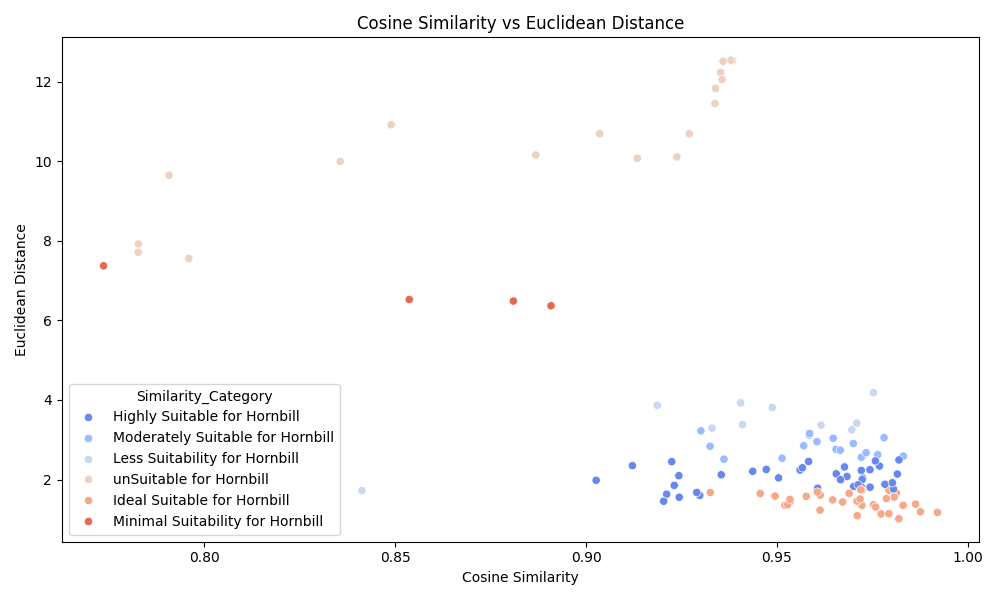 Cosine Similarity vs Euclidean Distance
12
10
8
6
4
2
Euclidean Distance
Similarity_Category
Highly Suitable for Hornbill
Moderately Suitable for Hornbill
Less Suitability for Hornbill
unSuitable for Hornbill
Ideal Suitable for Hornbill
Minimal Suitability for Hornbill
0.80 0.85 0.90 0.95 1.00
Cosine Similarity